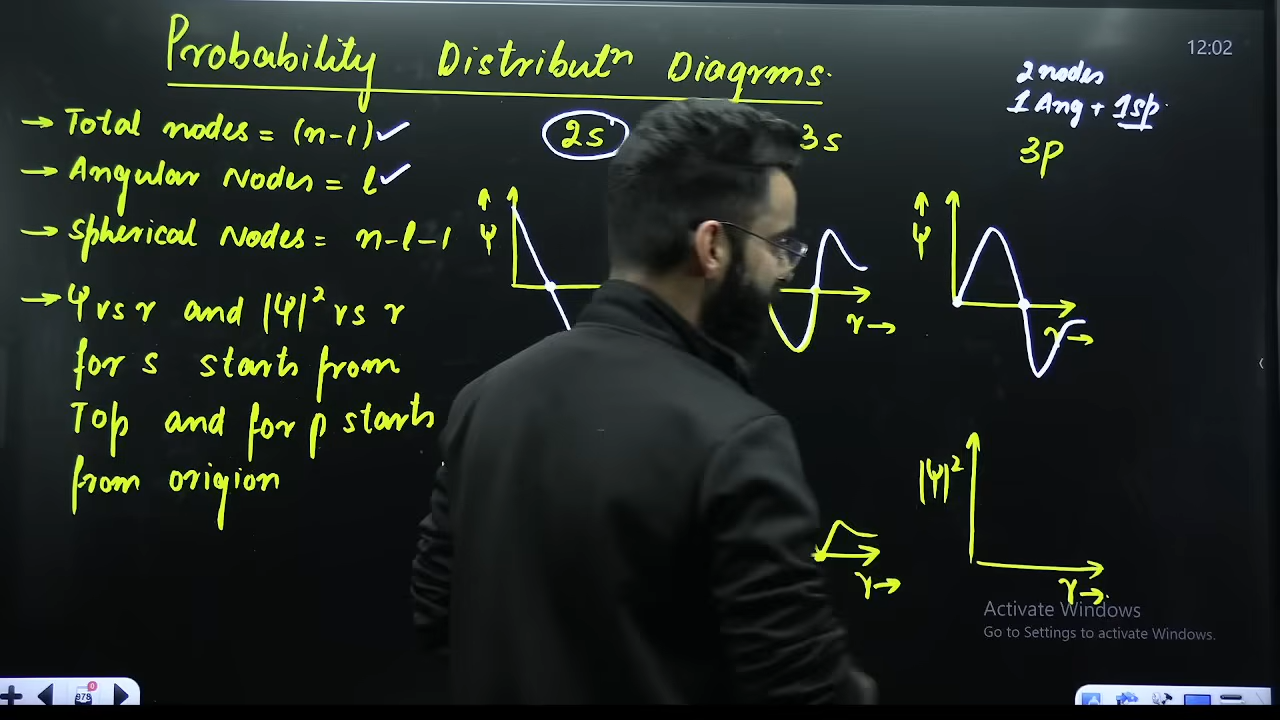 Probability Distributⁿ Diagrms.
12:02
2 nodes
1 Ang + 1sp.
→ Total nodes = (n-1) ✓
→ Angular Nodes = l ✓
→ Spherical Nodes = n-l-1
→ Ψ vs r and |Ψ|² vs r
for s starts from
Top and for p starts
from origion
2s
3s
3p
Ψ
r→
Ψ
r→
r→
|Ψ|²
r→
Activate Windows
Go to Settings to activate Windows.
878
0